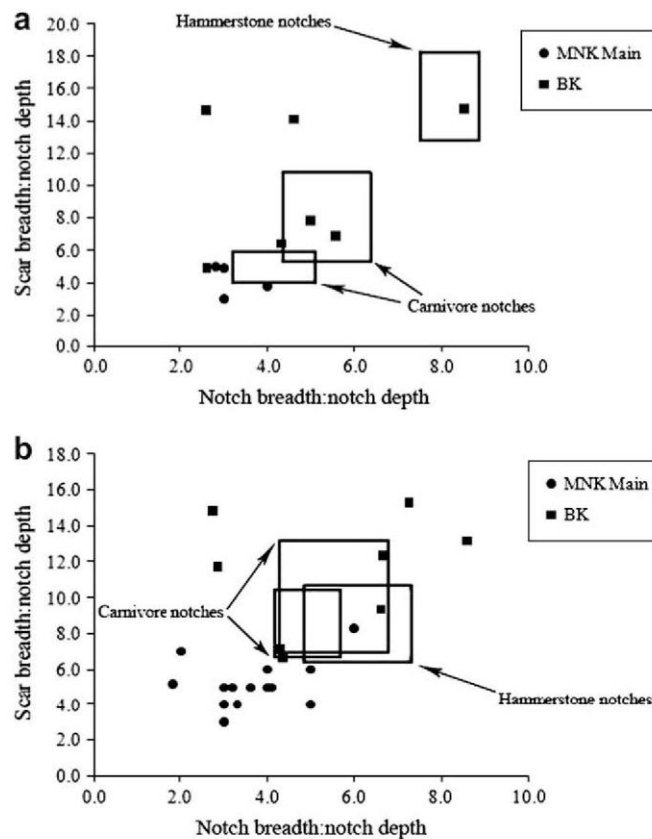 a
Hammerstone notches
MNK Main
BK
20.0
18.0
16.0
14.0
12.0
10.0
8.0
6.0
4.0
2.0
0.0
Scar breadth:notch depth
Carnivore notches
0.0 2.0 4.0 6.0 8.0 10.0
Notch breadth:notch depth
b
MNK Main
BK
18.0
16.0
14.0
12.0
10.0
8.0
6.0
4.0
2.0
0.0
Scar breadth:notch depth
Carnivore notches
Hammerstone notches
0.0 2.0 4.0 6.0 8.0 10.0
Notch breadth:notch depth